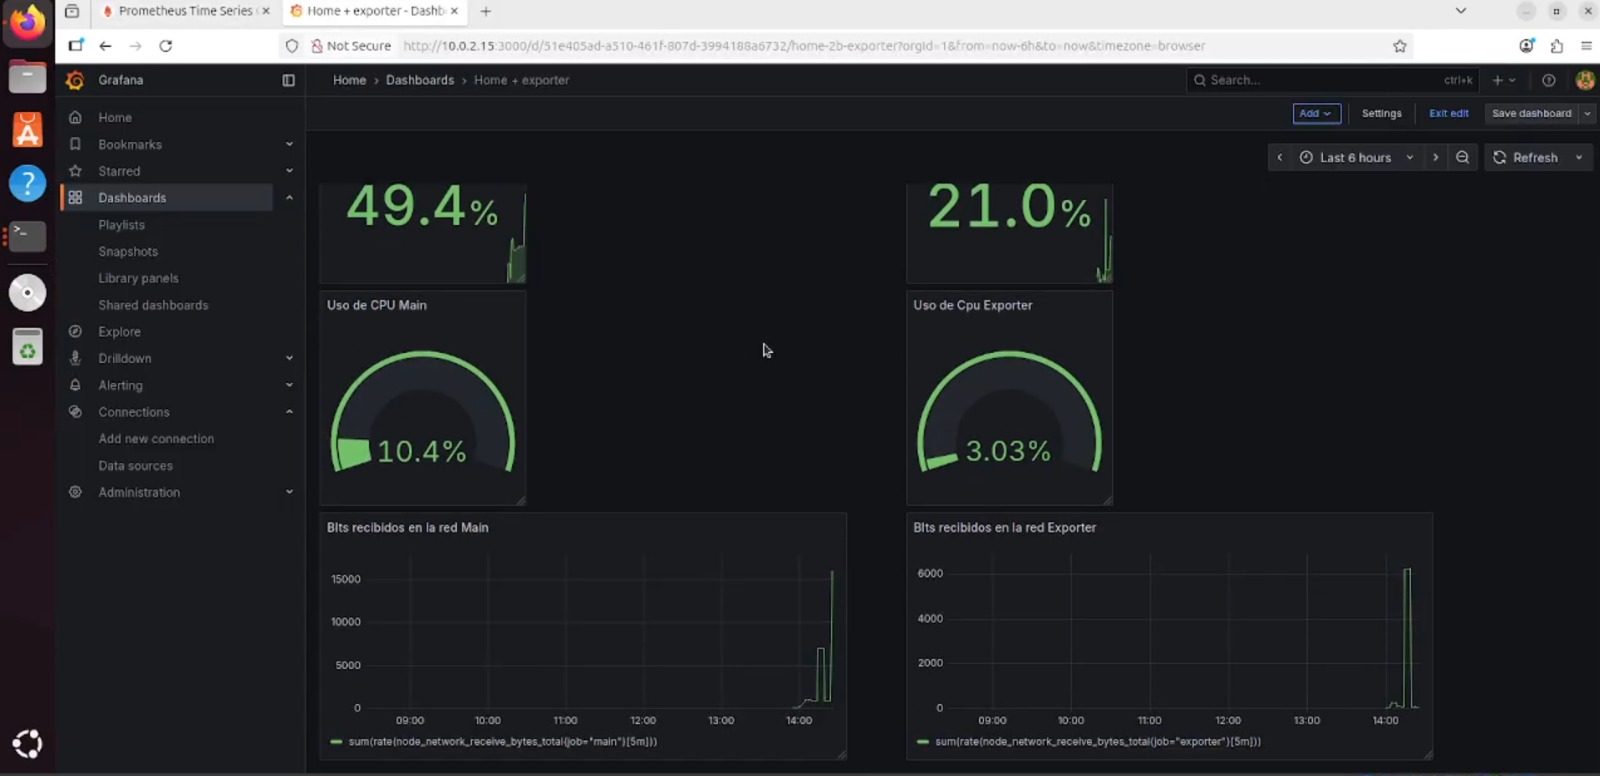 Prometheus Time Series
Home + exporter - Dashb
Not Secure
http://10.0.2.15:3000/d/51e405ad-a510-461f-807d-3994188a6732/home-2b-exporter?orgId=1&from=now-6h&to=now&timezone=browser
Grafana
Home › Dashboards › Home + exporter
Search...
ctrl+k
Add
Settings
Exit edit
Save dashboard
Last 6 hours
Refresh
Home
Bookmarks
Starred
Dashboards
Playlists
Snapshots
Library panels
Shared dashboards
Explore
Drilldown
Alerting
Connections
Add new connection
Data sources
Administration
49.4%
21.0%
Uso de CPU Main
10.4%
Uso de Cpu Exporter
3.03%
BIts recibidos en la red Main
15000
10000
5000
0
09:00 10:00 11:00 12:00 13:00 14:00
sum(rate(node_network_receive_bytes_total{job="main"}[5m]))
BIts recibidos en la red Exporter
6000
4000
2000
0
09:00 10:00 11:00 12:00 13:00 14:00
sum(rate(node_network_receive_bytes_total{job="exporter"}[5m]))